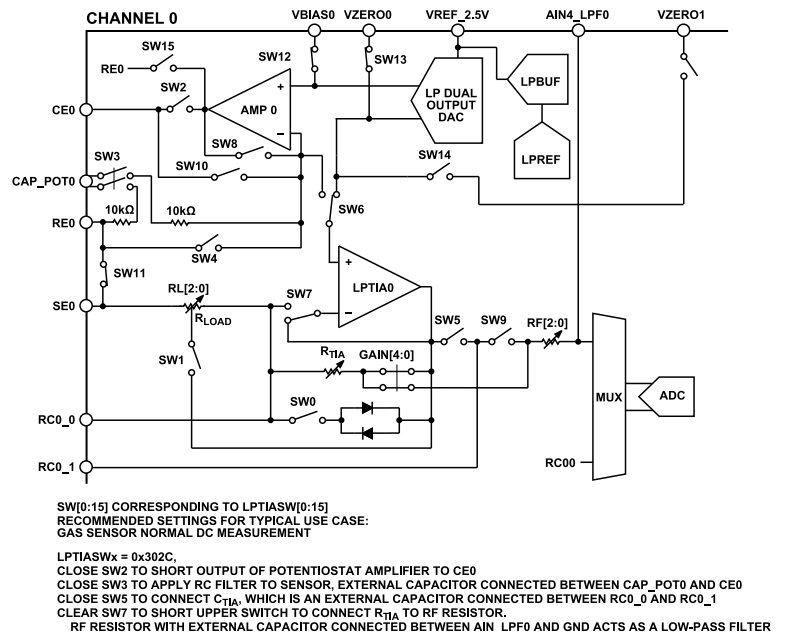 CHANNEL 0
VBIAS0
VZERO0
VREF_2.5V
AIN4_LPF0
VZERO1
SW15
RE0
SW12
SW13
SW2
CE0
AMP 0
+
−
LP DUAL
OUTPUT
DAC
LPBUF
LPREF
SW8
SW3
SW10
SW14
CAP_POT0
10kΩ
10kΩ
SW6
RE0
SW4
SW11
+
−
LPTIA0
RL[2:0]
SE0
RLOAD
SW7
SW5
SW9
RF[2:0]
SW1
RTIA
GAIN[4:0]
MUX
ADC
SW0
RC0_0
RC0_1
RC00
SW[0:15] CORRESPONDING TO LPTIASW[0:15]
RECOMMENDED SETTINGS FOR TYPICAL USE CASE:
GAS SENSOR NORMAL DC MEASUREMENT
LPTIASWx = 0x302C,
CLOSE SW2 TO SHORT OUTPUT OF POTENIOSTAT AMPLIFIER TO CE0
CLOSE SW3 TO APPLY RC FILTER TO SENSOR, EXTERNAL CAPACITOR CONNECTED BETWEEN CAP_POT0 AND CE0
CLOSE SW5 TO CONNECT CTIA, WHICH IS AN EXTERNAL CAPACITOR CONNECTED BETWEEN RC0_0 AND RC0_1
CLEAR SW7 TO SHORT UPPER SWITCH TO CONNECT RTIA TO RF RESISTOR.
RF RESISTOR WITH EXTERNAL CAPACITOR CONNECTED BETWEEN AIN_LPF0 AND GND ACTS AS A LOW-PASS FILTER